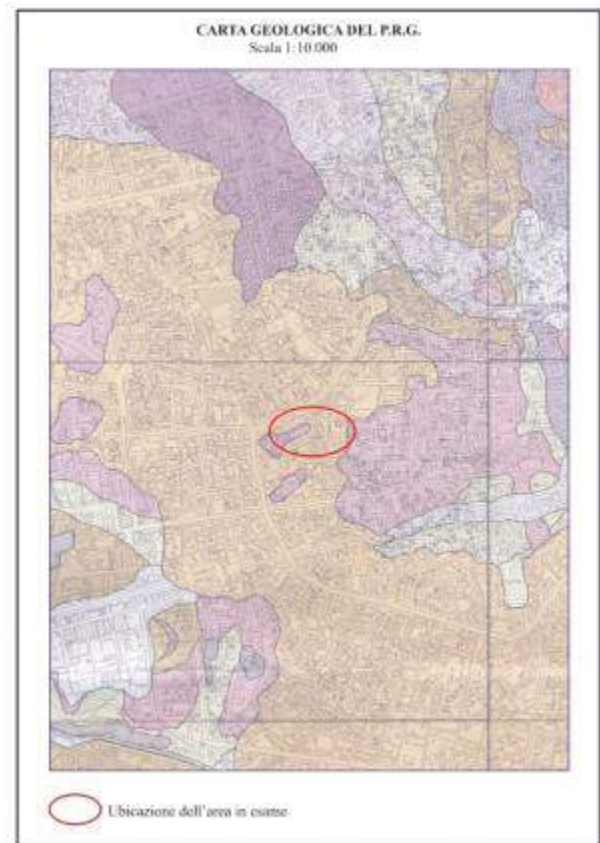 CARTA GEOLOGICA DEL P.R.G.
Scala 1:10.000
Ubicazione dell'area in esame